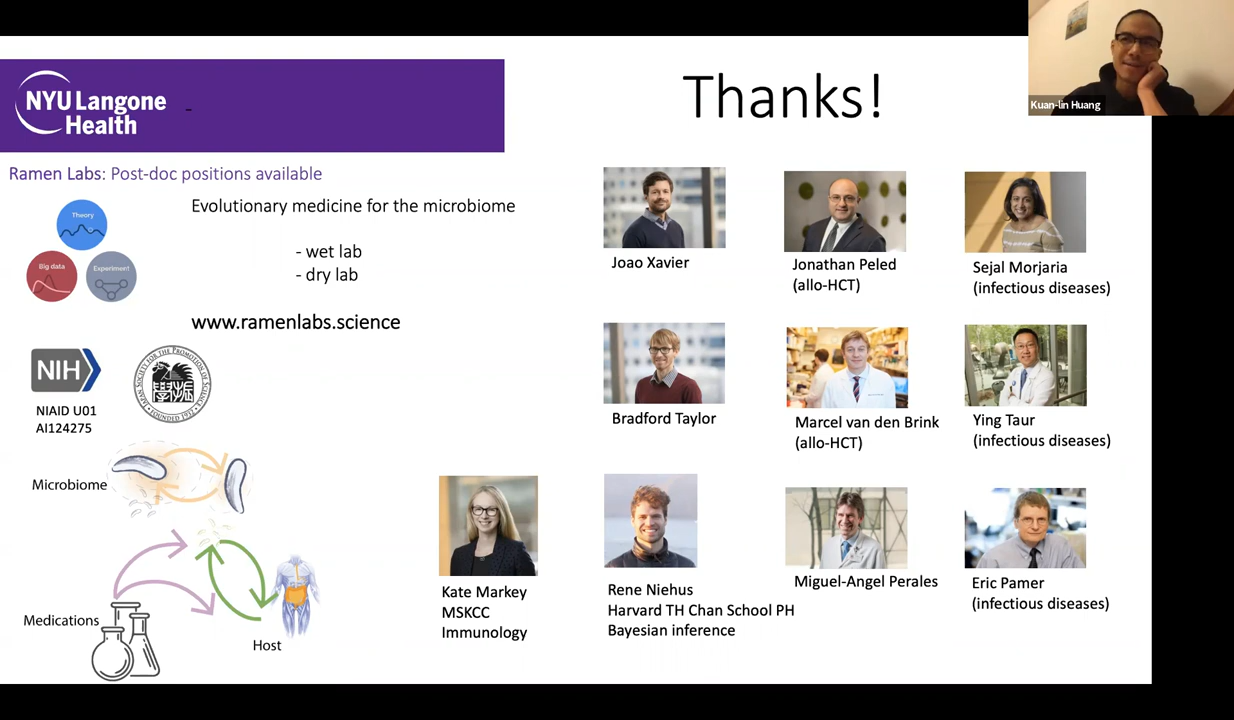 NYU Langone
Health
Thanks!
Kuan-lin Huang
Ramen Labs: Post-doc positions available
Theory
Big data
Experiment
Evolutionary medicine for the microbiome
- wet lab
- dry lab
www.ramenlabs.science
NIH
NIAID U01
AI124275
Microbiome
Medications
Host
Joao Xavier
Jonathan Peled
(allo-HCT)
Sejal Morjaria
(infectious diseases)
Bradford Taylor
Marcel van den Brink
(allo-HCT)
Ying Taur
(infectious diseases)
Kate Markey
MSKCC
Immunology
Rene Niehus
Harvard TH Chan School PH
Bayesian inference
Miguel-Angel Perales
Eric Pamer
(infectious diseases)